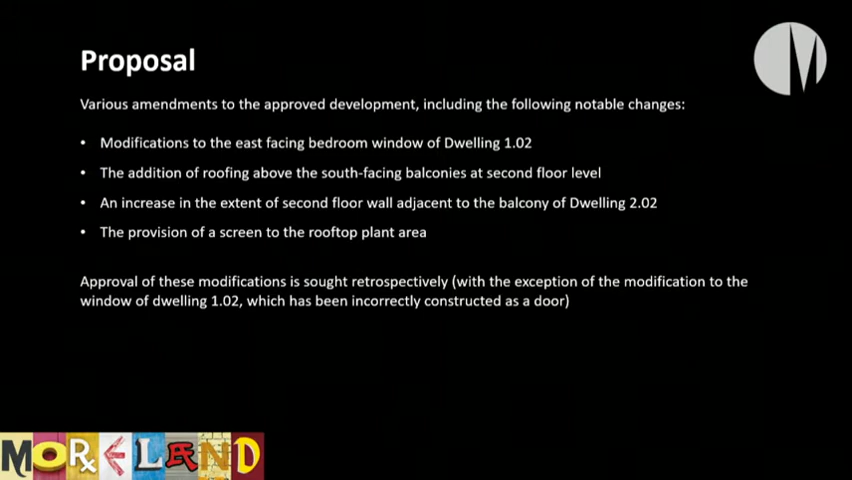 Proposal
Various amendments to the approved development, including the following notable changes:
• Modifications to the east facing bedroom window of Dwelling 1.02
• The addition of roofing above the south-facing balconies at second floor level
• An increase in the extent of second floor wall adjacent to the balcony of Dwelling 2.02
• The provision of a screen to the rooftop plant area
Approval of these modifications is sought retrospectively (with the exception of the modification to the
window of dwelling 1.02, which has been incorrectly constructed as a door)
MORELAND